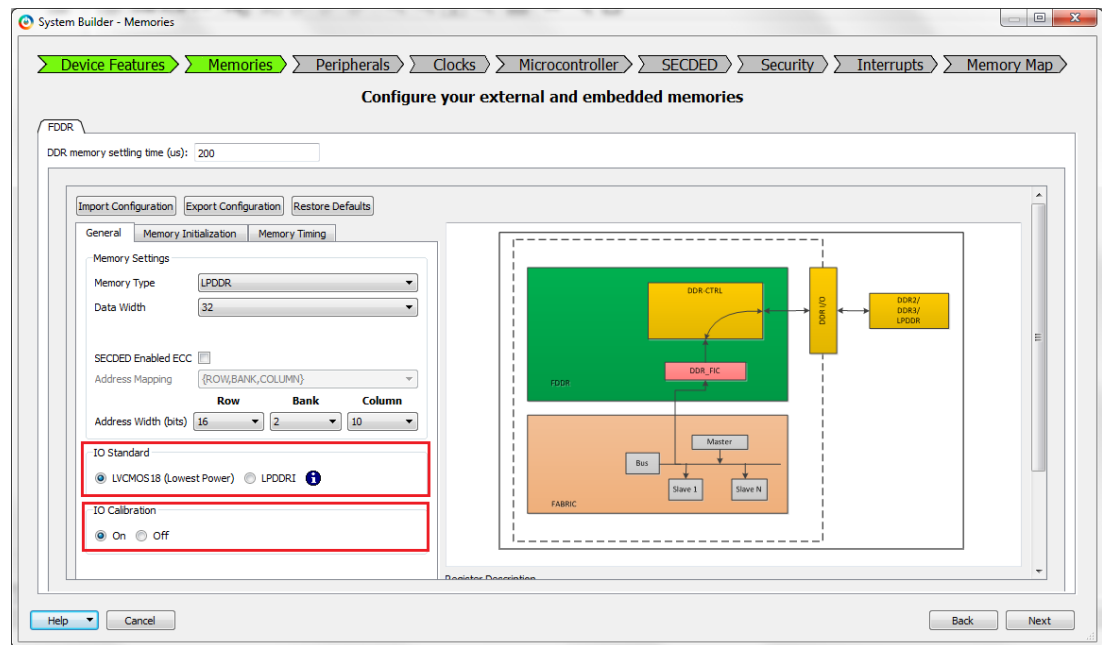 System Builder - Memories
Device Features Memories Peripherals Clocks Microcontroller SECDED Security Interrupts Memory Map
Configure your external and embedded memories
FDDR
DDR memory settling time (us): 200
Import Configuration Export Configuration Restore Defaults
General Memory Initialization Memory Timing
Memory Settings
Memory Type LPDDR
Data Width 32
SECDED Enabled ECC
Address Mapping {ROW,BANK,COLUMN}
Row Bank Column
Address Width (bits) 16 2 10
IO Standard
LVCMOS18 (Lowest Power) LPDDRI
IO Calibration
On Off
DDR-CTRL
DDR I/O
DDR2/
DDR3/
LPDDR
DDR_FIC
FDDR
Master
Bus
Slave 1 Slave N
FABRIC
Register Description
Help Cancel Back Next